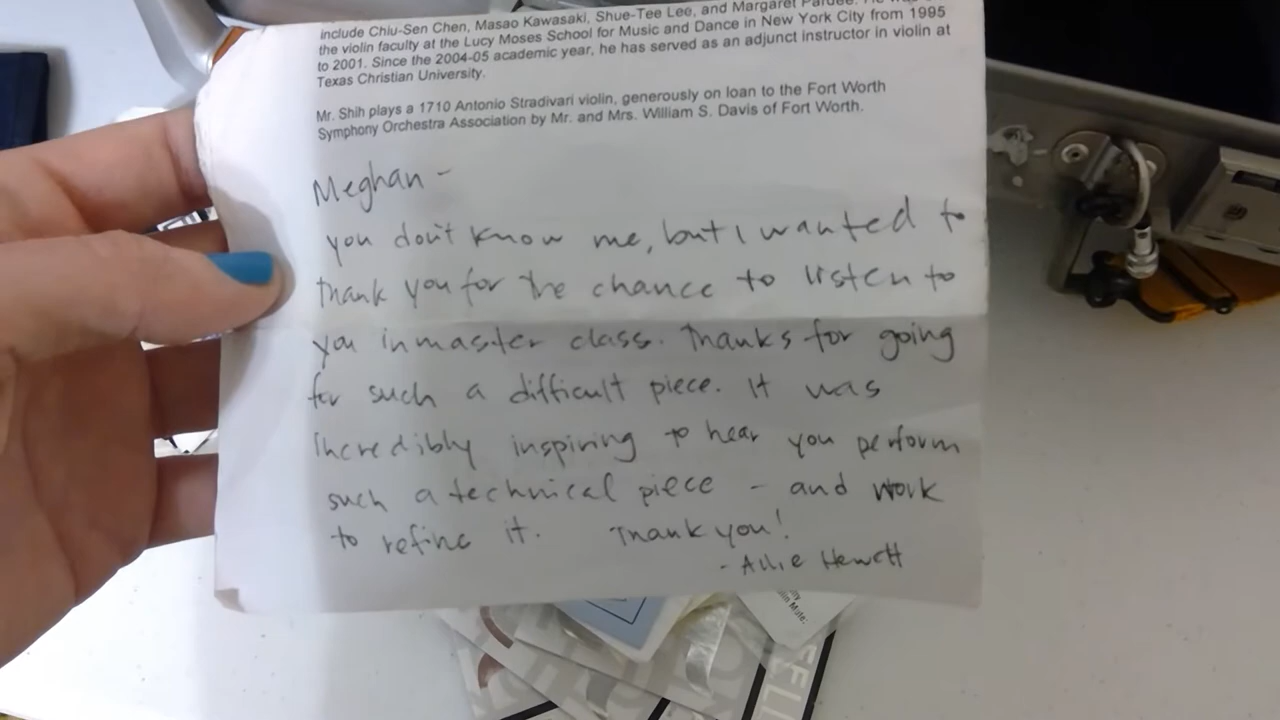 include Chiu-Sen Chen, Masao Kawasaki, Shue-Tee Lee, and Margaret Pardee. He was
the violin faculty at the Lucy Moses School for Music and Dance in New York City from 1995
to 2001. Since the 2004-05 academic year, he has served as an adjunct instructor in violin at
Texas Christian University.
Mr. Shih plays a 1710 Antonio Stradivari violin, generously on loan to the Fort Worth
Symphony Orchestra Association by Mr. and Mrs. William S. Davis of Fort Worth.
Meghan -
you don't know me, but I wanted to
thank you for the chance to listen to
you in master class. Thanks for going
for such a difficult piece. It was
incredibly inspiring to hear you perform
such a technical piece - and work
to refine it. Thank you!
- Allie Hewett
Mute: